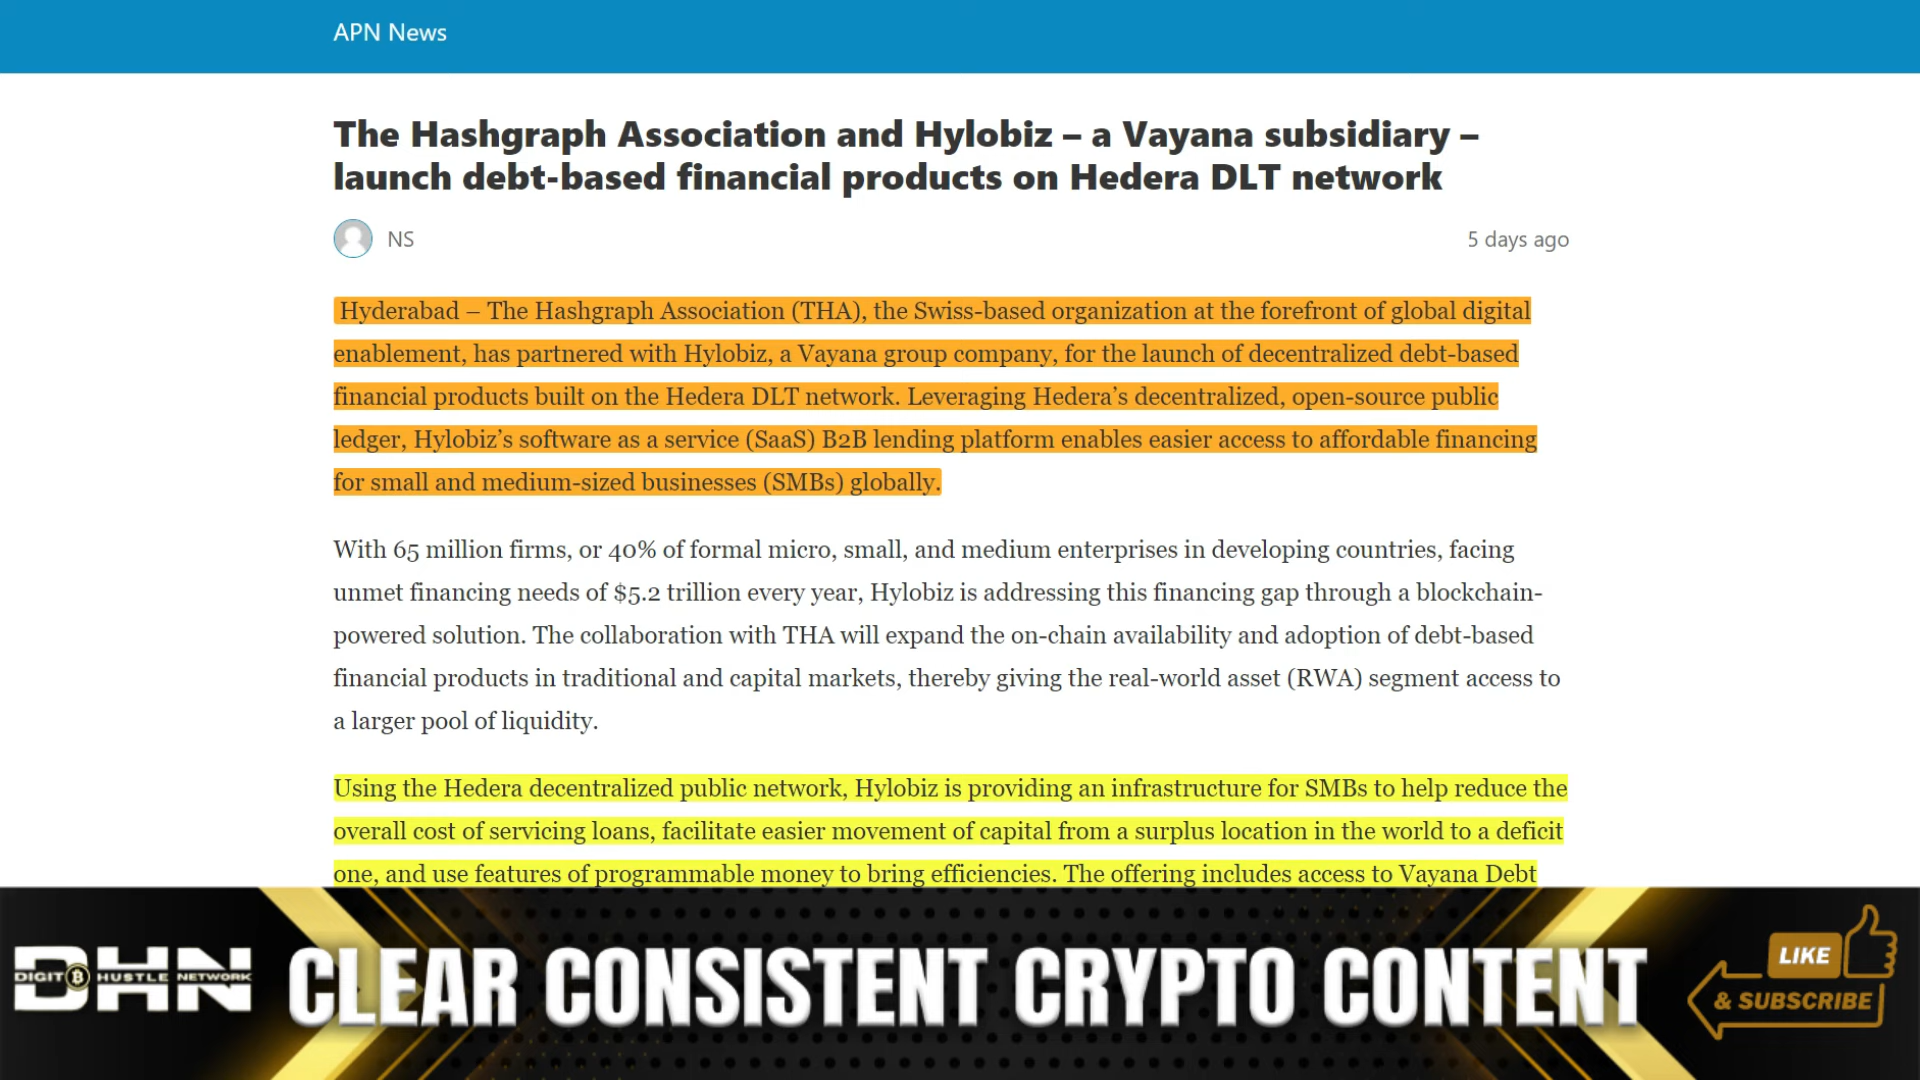 APN News
The Hashgraph Association and Hylobiz – a Vayana subsidiary –
launch debt-based financial products on Hedera DLT network
NS
5 days ago
Hyderabad – The Hashgraph Association (THA), the Swiss-based organization at the forefront of global digital
enablement, has partnered with Hylobiz, a Vayana group company, for the launch of decentralized debt-based
financial products built on the Hedera DLT network. Leveraging Hedera’s decentralized, open-source public
ledger, Hylobiz’s software as a service (SaaS) B2B lending platform enables easier access to affordable financing
for small and medium-sized businesses (SMBs) globally.
With 65 million firms, or 40% of formal micro, small, and medium enterprises in developing countries, facing
unmet financing needs of $5.2 trillion every year, Hylobiz is addressing this financing gap through a blockchain-
powered solution. The collaboration with THA will expand the on-chain availability and adoption of debt-based
financial products in traditional and capital markets, thereby giving the real-world asset (RWA) segment access to
a larger pool of liquidity.
Using the Hedera decentralized public network, Hylobiz is providing an infrastructure for SMBs to help reduce the
overall cost of servicing loans, facilitate easier movement of capital from a surplus location in the world to a deficit
one, and use features of programmable money to bring efficiencies. The offering includes access to Vayana Debt
DHN
DIGIT₿HUSTLE NETWORK
CLEAR CONSISTENT CRYPTO CONTENT
LIKE
& SUBSCRIBE